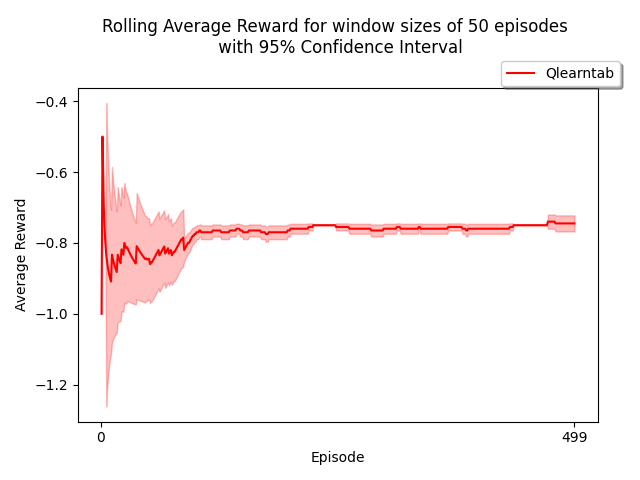 Rolling Average Reward for window sizes of 50 episodes
with 95% Confidence Interval
Qlearntab
−0.4
−0.6
−0.8
−1.0
−1.2
Average Reward
0
499
Episode